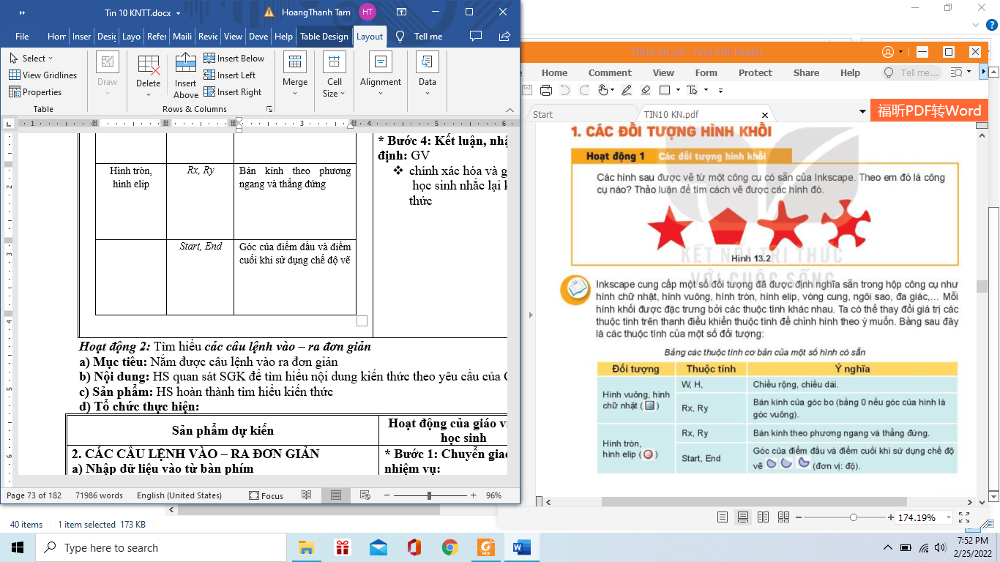 Tin 10 KNTT.docx
HoangThanh Tam
HT
File
Hor
Inser
Desig
Layo
Refer
Maili
Revie
View
Deve
Help
Table Design
Layout
Tell me
Select
View Gridlines
Properties
Table
Draw
Delete
Insert Above
Insert Below
Insert Left
Insert Right
Rows & Columns
Merge
Cell Size
Alignment
Data
Hình tròn, hình elip
Rx, Ry
Bán kính theo phương
ngang và thẳng đứng
Start, End
Góc của điểm đầu và điểm
cuối khi sử dụng chế độ vẽ
* Bước 4: Kết luận, nhậ
định: GV
❖ chính xác hóa và g
học sinh nhắc lại k
thức
Hoạt động 2: Tìm hiểu các câu lệnh vào – ra đơn giản
a) Mục tiêu: Nắm được câu lệnh vào ra đơn giản
b) Nội dung: HS quan sát SGK để tìm hiểu nội dung kiến thức theo yêu cầu của G
c) Sản phẩm: HS hoàn thành tìm hiểu kiến thức
d) Tổ chức thực hiện:
Sản phẩm dự kiến
Hoạt động của giáo vi
học sinh
2. CÁC CÂU LỆNH VÀO – RA ĐƠN GIẢN
a) Nhập dữ liệu vào từ bàn phím
* Bước 1: Chuyển giao
nhiệm vụ:
Page 73 of 182
71986 words
English (United States)
Focus
96%
TIN10 KN.pdf - Foxit PDF Reader
Home
Comment
View
Form
Protect
Share
Help
Tell me...
Start
TIN10 KN.pdf
福昕PDF转Word
1. CÁC ĐỐI TƯỢNG HÌNH KHỐI
Hoạt động 1 Các đối tượng hình khối
Các hình sau được vẽ từ một công cụ có sẵn của Inkscape. Theo em đó là công
cụ nào? Thảo luận để tìm cách vẽ được các hình đó.
Hình 13.2
KẾT NỐI TRI THỨC
VỚI CUỘC SỐNG
Inkscape cung cấp một số đối tượng đã được định nghĩa sẵn trong hộp công cụ như
hình chữ nhật, hình vuông, hình tròn, hình elip, vòng cung, ngôi sao, đa giác,... Mỗi
hình khối được đặc trưng bởi các thuộc tính khác nhau. Ta có thể thay đổi giá trị các
thuộc tính trên thanh điều khiển thuộc tính để chỉnh hình theo ý muốn. Bảng sau đây
là các thuộc tính của một số đối tượng:
Bảng các thuộc tính cơ bản của một số hình có sẵn
Đối tượng
Thuộc tính
Ý nghĩa
Hình vuông, hình
chữ nhật ( )
W, H,
Chiều rộng, chiều dài.
Rx, Ry
Bán kính của góc bo (bằng 0 nếu góc của hình là
góc vuông).
Hình tròn,
hình elip ( )
Rx, Ry
Bán kính theo phương ngang và thẳng đứng.
Start, End
Góc của điểm đầu và điểm cuối khi sử dụng chế độ
vẽ (đơn vị: độ).
174.19%
40 items
1 item selected 173 KB
Type here to search
7:52 PM
2/25/2022